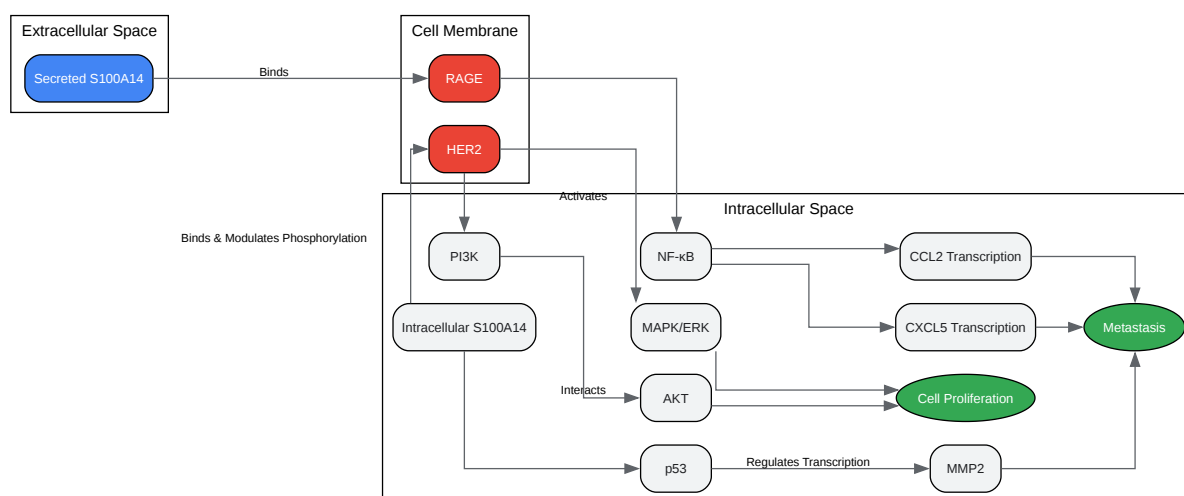 Extracellular Space
Cell Membrane
Secreted S100A14
Binds
RAGE
HER2
Activates
Intracellular Space
Binds & Modulates Phosphorylation
PI3K
NF-κB
CCL2 Transcription
Intracellular S100A14
MAPK/ERK
CXCL5 Transcription
Metastasis
Interacts
AKT
Cell Proliferation
p53
Regulates Transcription
MMP2